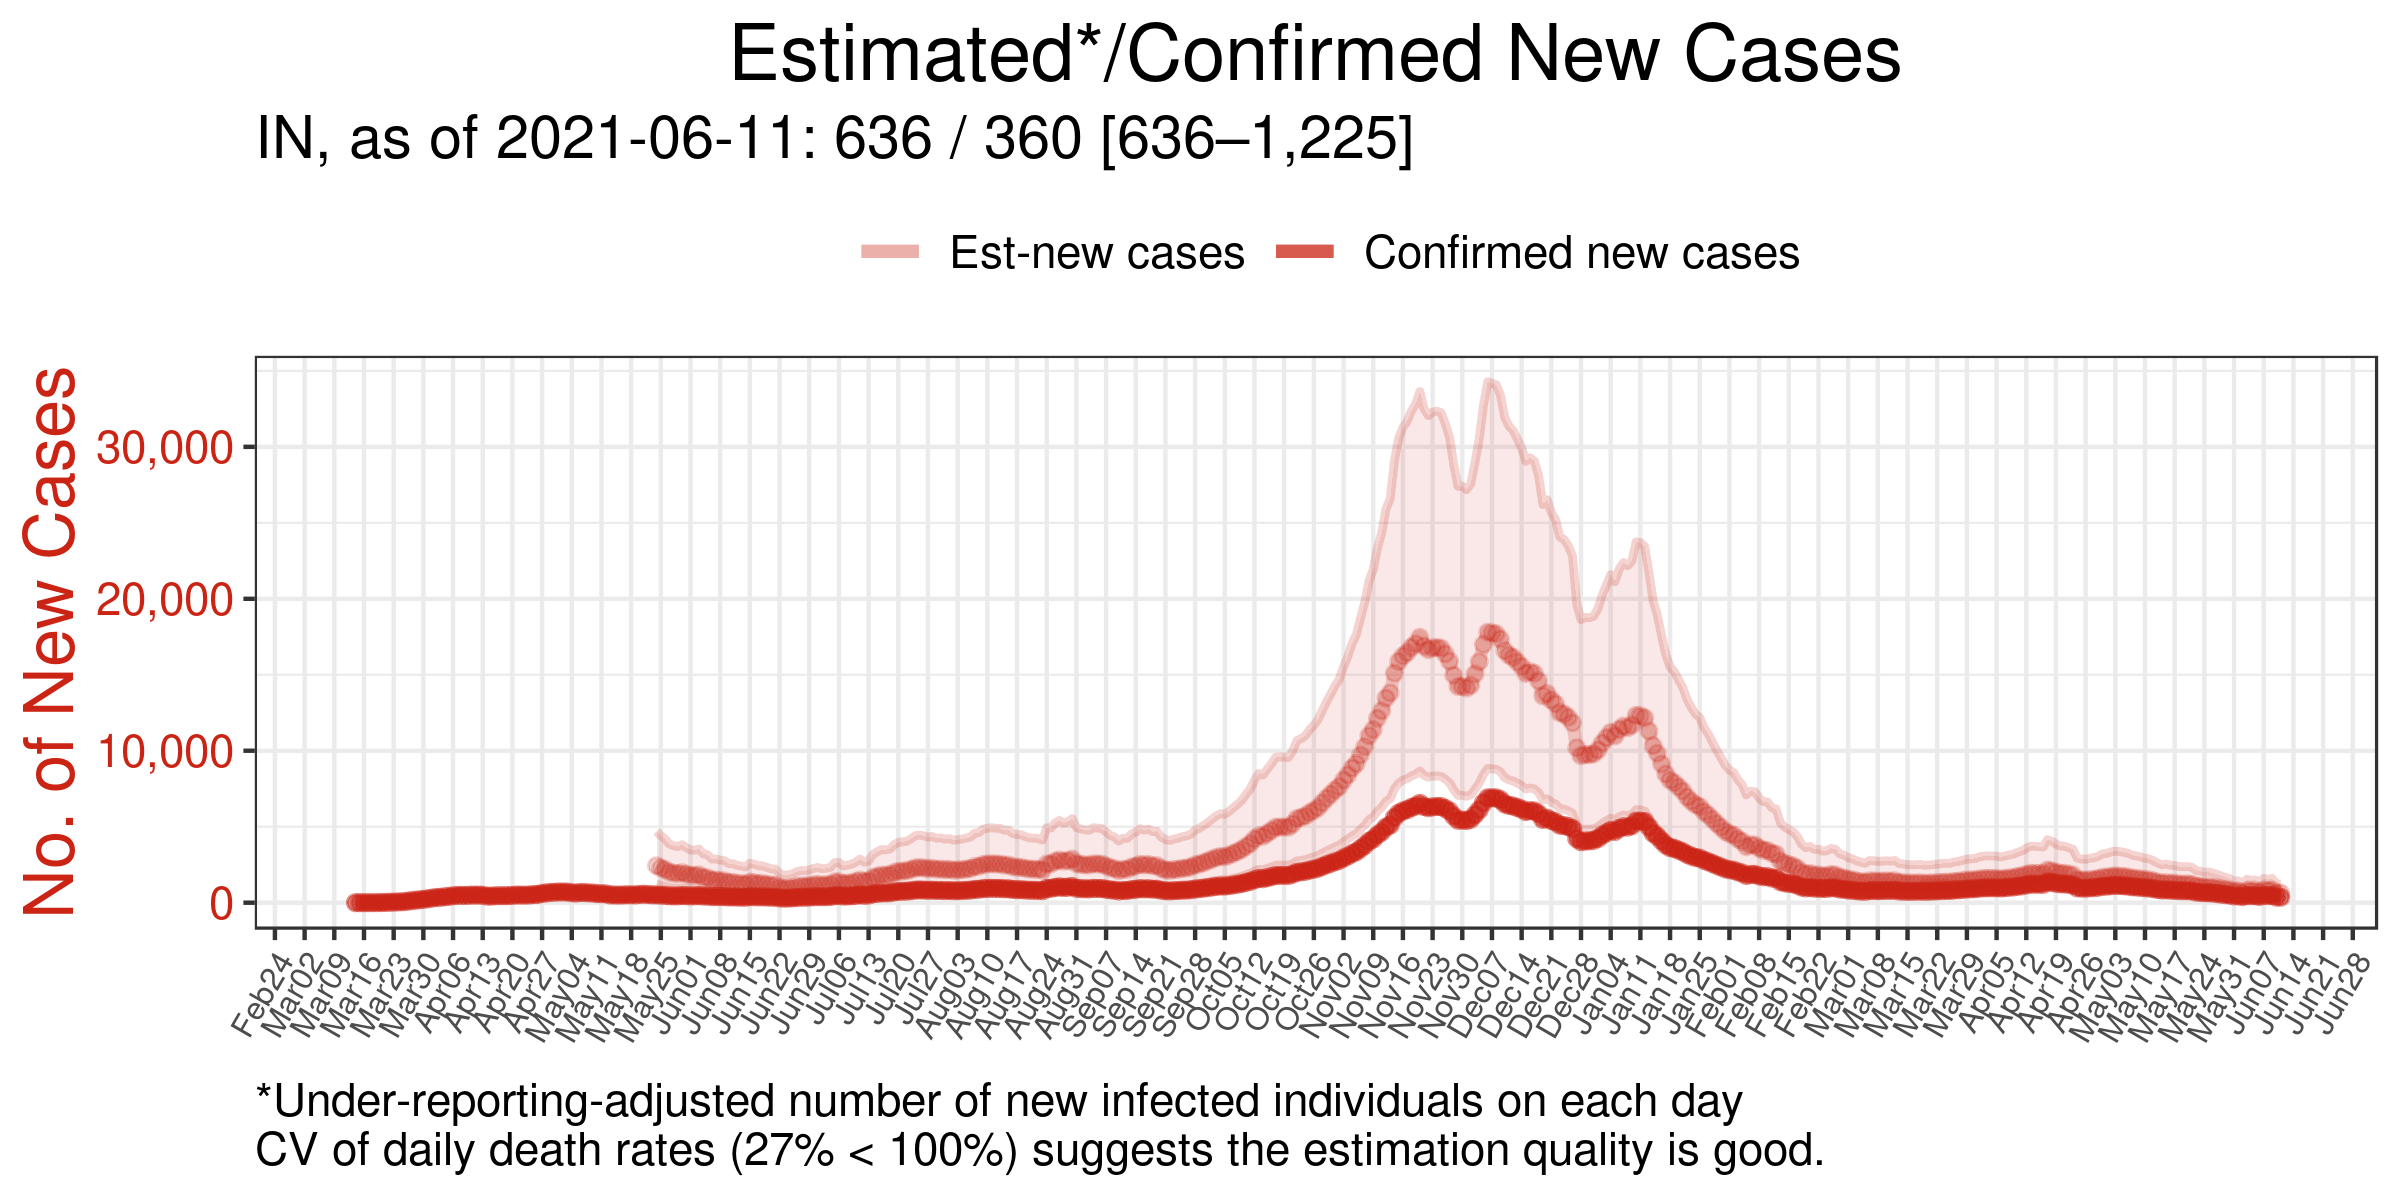 Estimated*/Confirmed New Cases
IN, as of 2021-06-11: 636 / 360 [636–1,225]
Est-new cases
Confirmed new cases
No. of New Cases
30,000
20,000
10,000
0
Feb24
Mar02
Mar09
Mar16
Mar23
Mar30
Apr06
Apr13
Apr20
Apr27
May04
May11
May18
May25
Jun01
Jun08
Jun15
Jun22
Jun29
Jul06
Jul13
Jul20
Jul27
Aug03
Aug10
Aug17
Aug24
Aug31
Sep07
Sep14
Sep21
Sep28
Oct05
Oct12
Oct19
Oct26
Nov02
Nov09
Nov16
Nov23
Nov30
Dec07
Dec14
Dec21
Dec28
Jan04
Jan11
Jan18
Jan25
Feb01
Feb08
Feb15
Feb22
Mar01
Mar08
Mar15
Mar22
Mar29
Apr05
Apr12
Apr19
Apr26
May03
May10
May17
May24
May31
Jun07
Jun14
Jun21
Jun28
*Under-reporting-adjusted number of new infected individuals on each day
CV of daily death rates (27% < 100%) suggests the estimation quality is good.